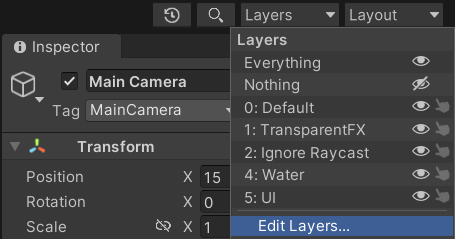 Layers
Layout
Inspector
Layers
Everything
Nothing
0: Default
1: TransparentFX
2: Ignore Raycast
4: Water
5: UI
Edit Layers...
Main Camera
Tag MainCamera
Transform
Position X 15
Rotation X 0
Scale X 1